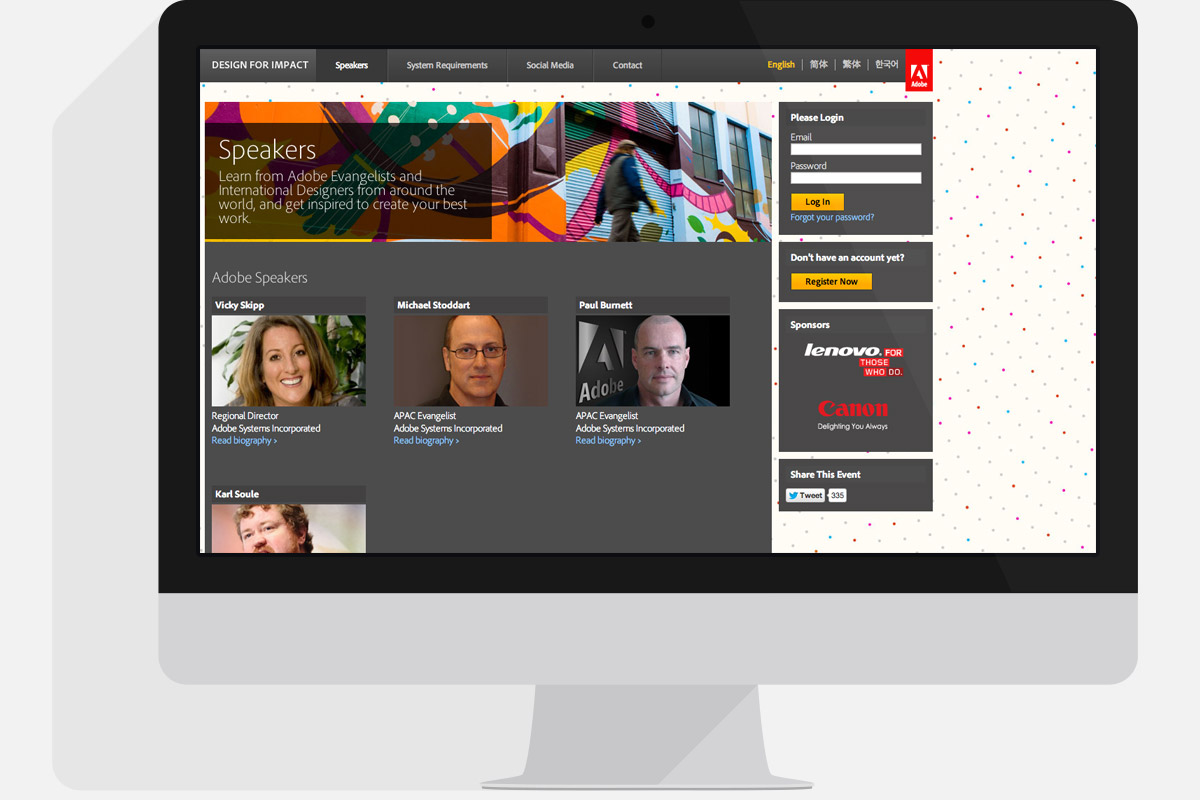 DESIGN FOR IMPACT
Speakers
System Requirements
Social Media
Contact
English | 简体 | 繁体 | 한국어
Adobe
Speakers
Learn from Adobe Evangelists and
International Designers from around the
world, and get inspired to create your best
work.
Adobe Speakers
Vicky Skipp
Regional Director
Adobe Systems Incorporated
Read biography ›
Michael Stoddart
APAC Evangelist
Adobe Systems Incorporated
Read biography ›
Paul Burnett
Adobe
APAC Evangelist
Adobe Systems Incorporated
Read biography ›
Karl Soule
Please Login
Email
Password
Log In
Forgot your password?
Don't have an account yet?
Register Now
Sponsors
lenovo. FOR
THOSE
WHO DO.
Canon
Delighting You Always
Share This Event
Tweet 335